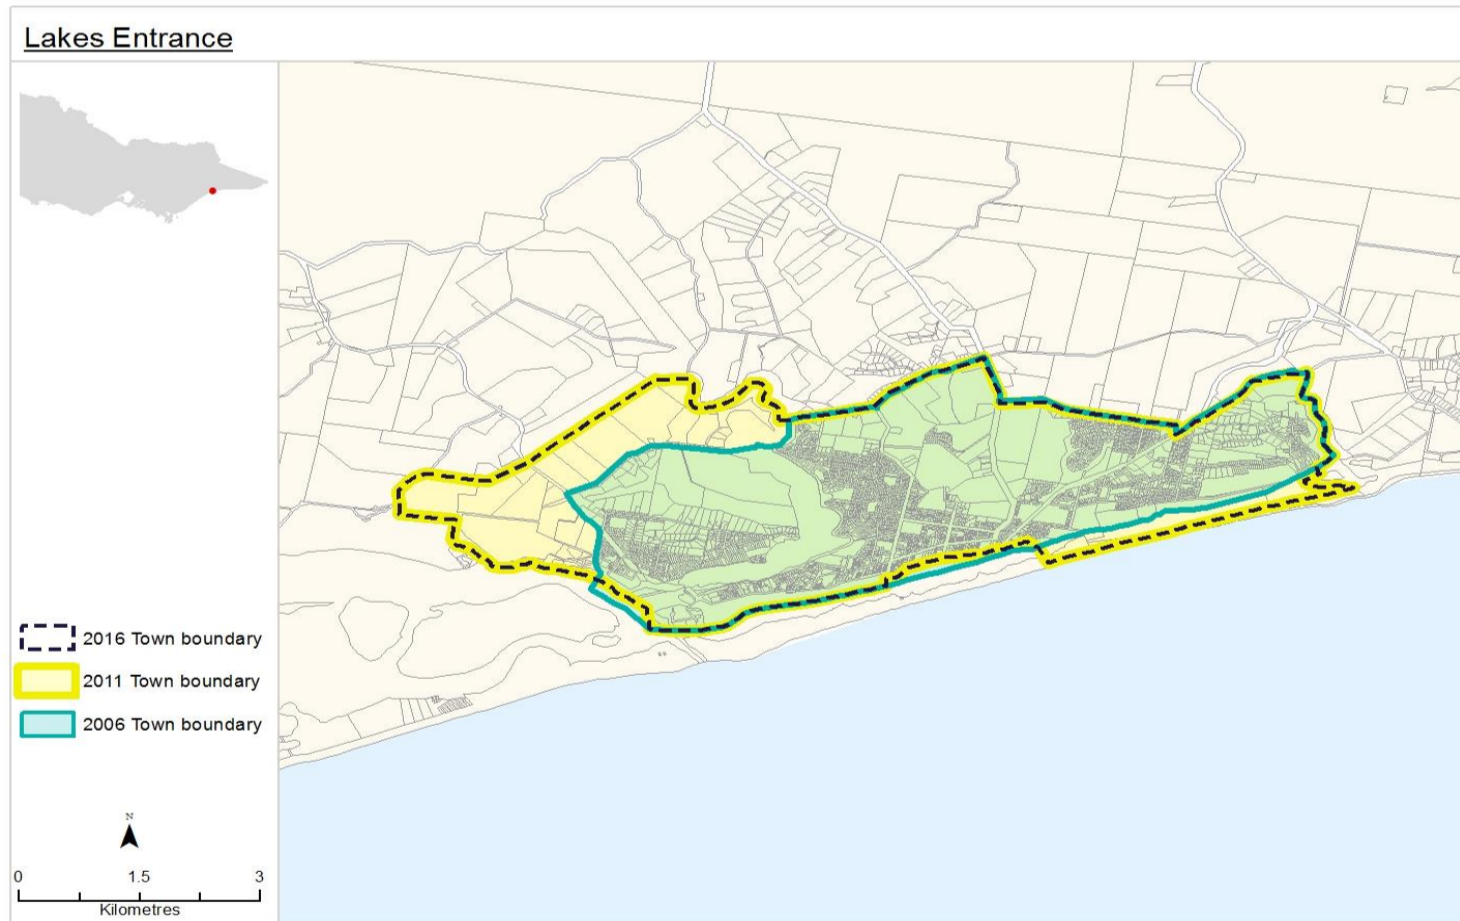 Lakes Entrance
2016 Town boundary
2011 Town boundary
2006 Town boundary
N
0 1.5 3
Kilometres